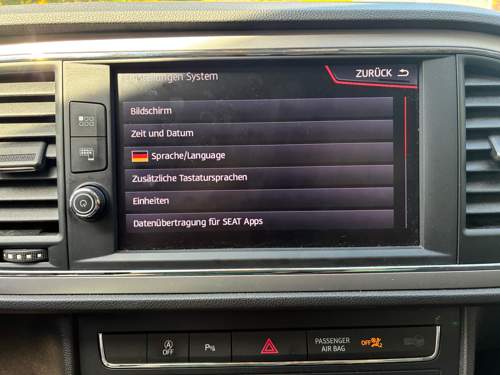 Einstellungen System
ZURÜCK
Bildschirm
Zeit und Datum
Sprache/Language
Zusätzliche Tastatursprachen
Einheiten
Datenübertragung für SEAT Apps
A
OFF
P
PASSENGER
AIR BAG
OFF
2